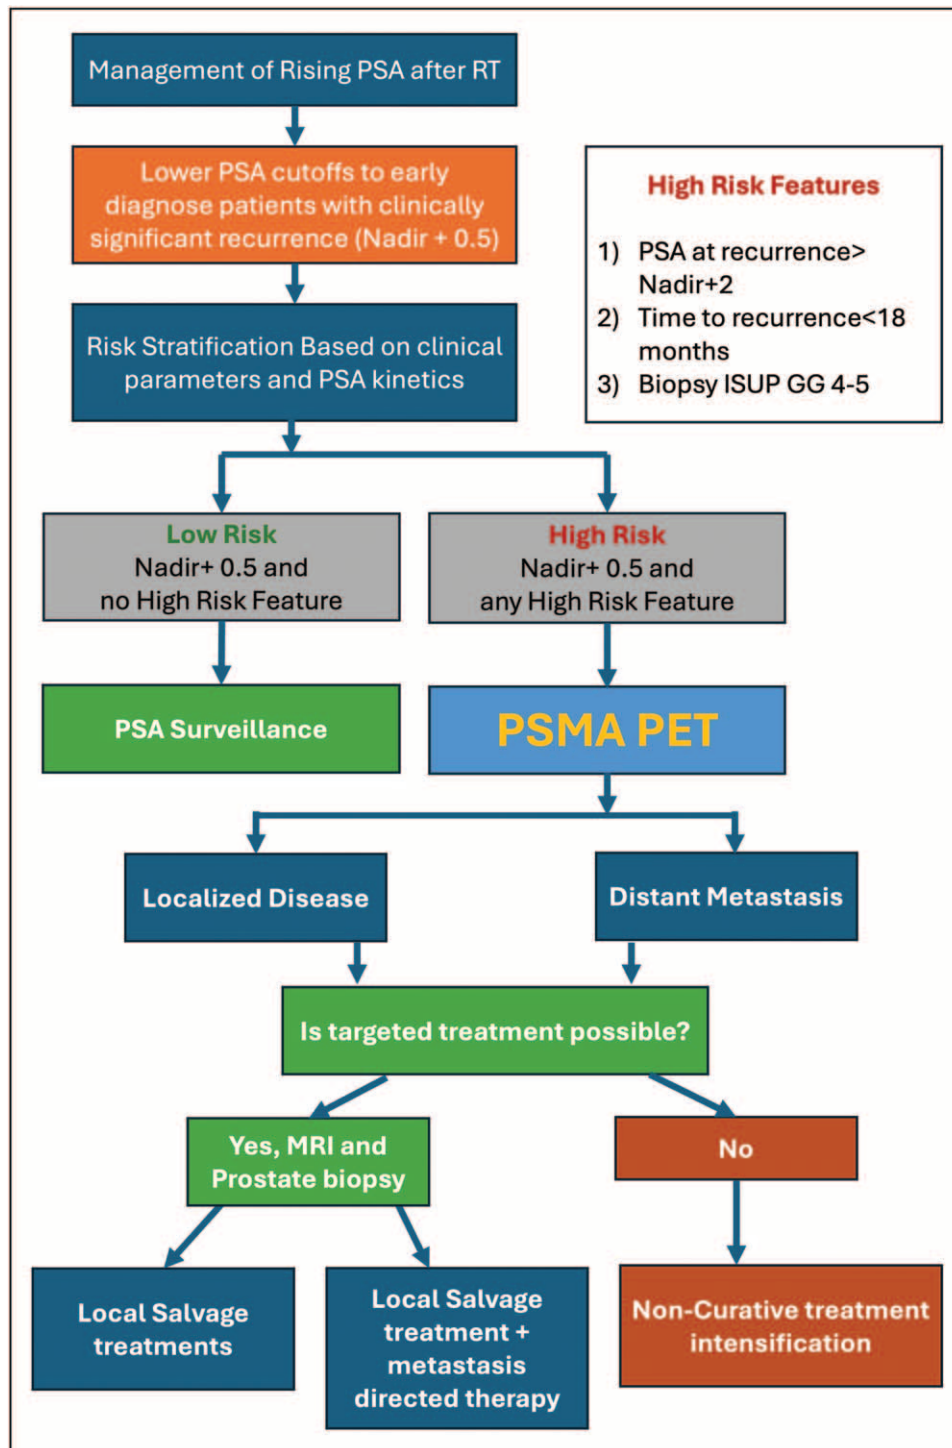 Management of Rising PSA after RT
Lower PSA cutoffs to early
diagnose patients with clinically
significant recurrence (Nadir + 0.5)
High Risk Features
1) PSA at recurrence>
Nadir+2
2) Time to recurrence<18
months
3) Biopsy ISUP GG 4-5
Risk Stratification Based on clinical
parameters and PSA kinetics
Low Risk
Nadir+ 0.5 and
no High Risk Feature
High Risk
Nadir+ 0.5 and
any High Risk Feature
PSA Surveillance
PSMA PET
Localized Disease
Distant Metastasis
Is targeted treatment possible?
Yes, MRI and
Prostate biopsy
No
Local Salvage
treatments
Local Salvage
treatment +
metastasis
directed therapy
Non-Curative treatment
intensification